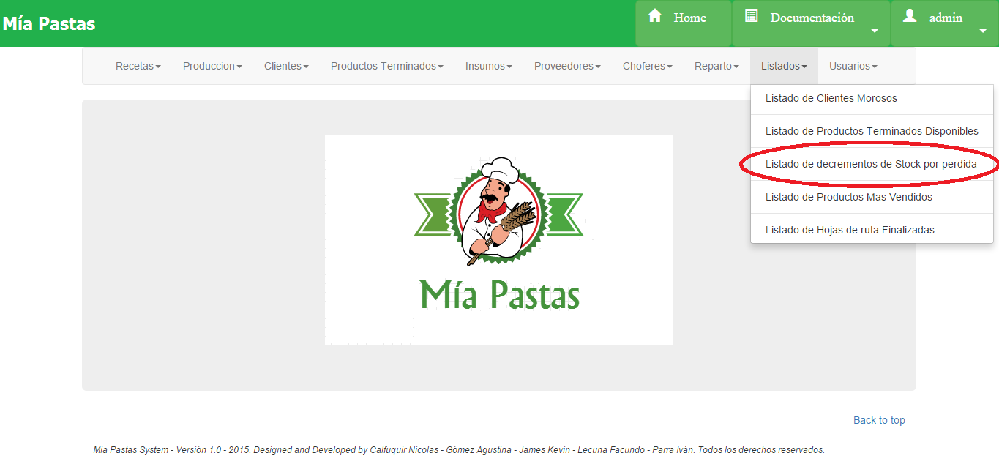 Mía Pastas
Home
Documentación
admin
Recetas
Produccion
Clientes
Productos Terminados
Insumos
Proveedores
Choferes
Reparto
Listados
Usuarios
Listado de Clientes Morosos
Listado de Productos Terminados Disponibles
Listado de decrementos de Stock por perdida
Listado de Productos Mas Vendidos
Listado de Hojas de ruta Finalizadas
Mía Pastas
Back to top
Mia Pastas System - Versión 1.0 - 2015. Designed and Developed by Calfuquir Nicolas - Gómez Agustina - James Kevin - Lecuna Facundo - Parra Iván. Todos los derechos reservados.